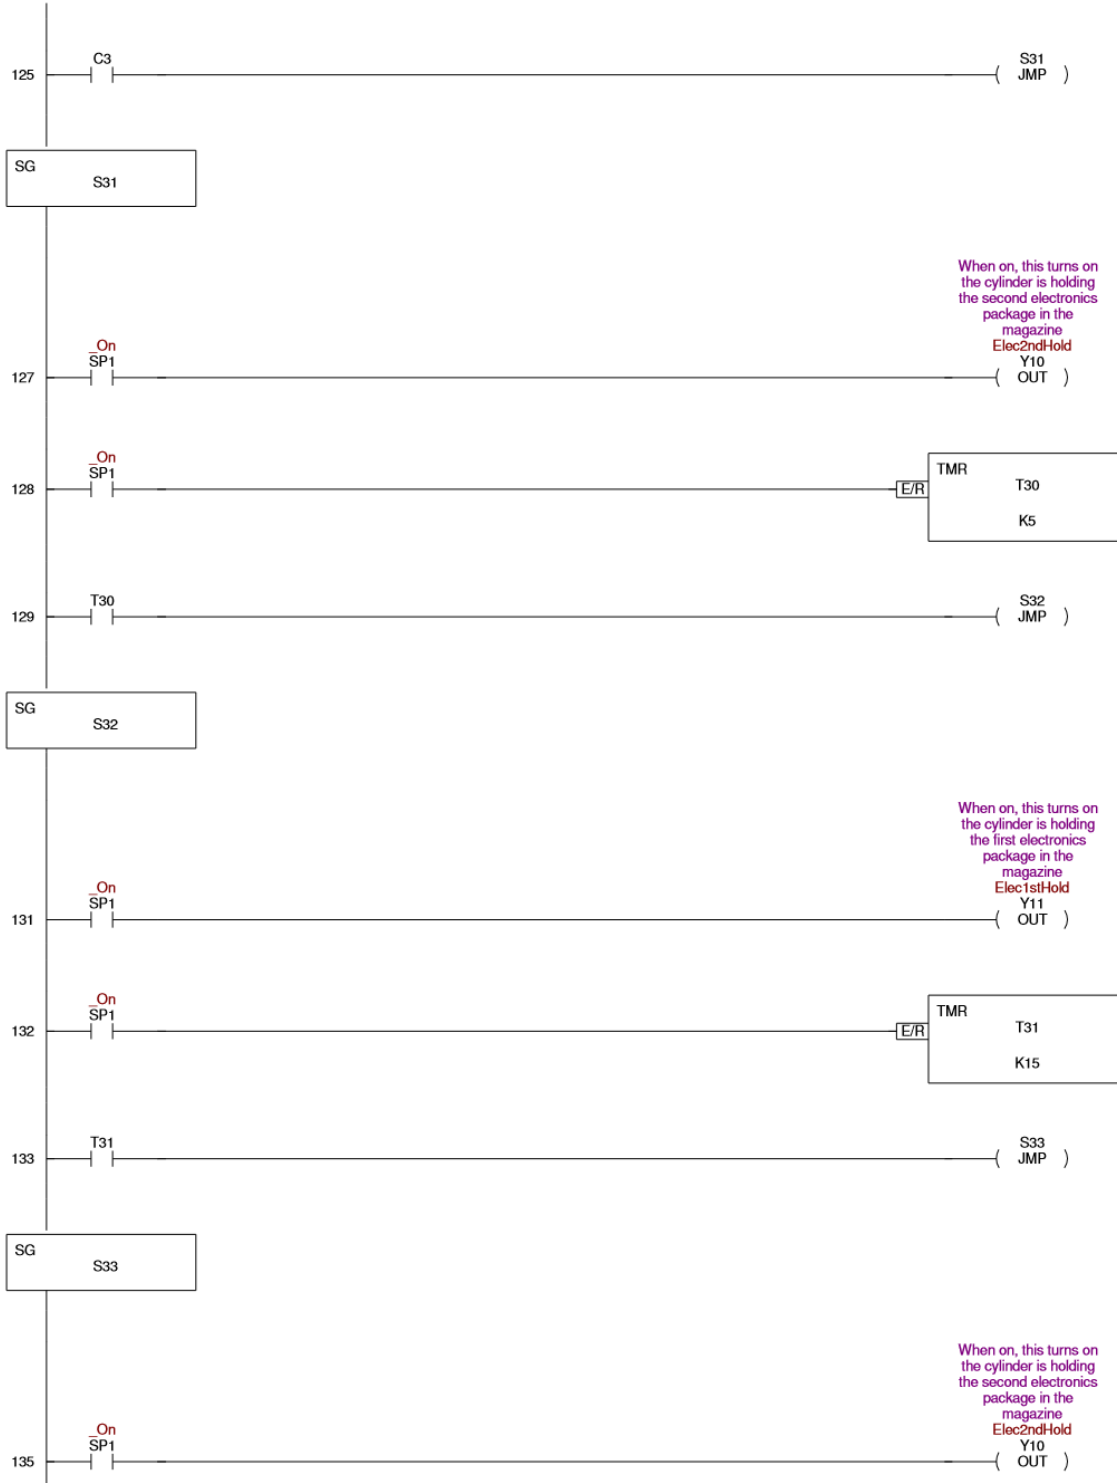 C3
S31
125
JMP
SG
S31
When on, this turns on
the cylinder is holding
the second electronics
package in the
magazine
_On
Elec2ndHold
SP1
Y10
127
OUT
_On
SP1
TMR
T30
128
E/R
K5
T30
S32
129
JMP
SG
S32
When on, this turns on
the cylinder is holding
the first electronics
package in the
magazine
_On
Elec1stHold
SP1
Y11
131
OUT
_On
SP1
TMR
T31
132
E/R
K15
T31
S33
133
JMP
SG
S33
When on, this turns on
the cylinder is holding
the second electronics
package in the
magazine
_On
Elec2ndHold
SP1
Y10
135
OUT